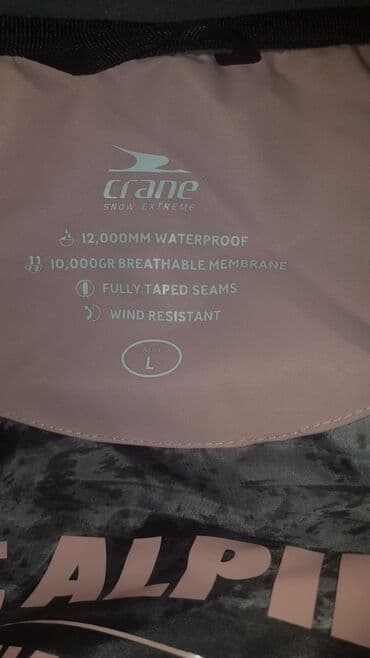 crane
SNOW EXTREME
12,000MM WATERPROOF
10,000GR BREATHABLE MEMBRANE
FULLY TAPED SEAMS
WIND RESISTANT
L
ALPI